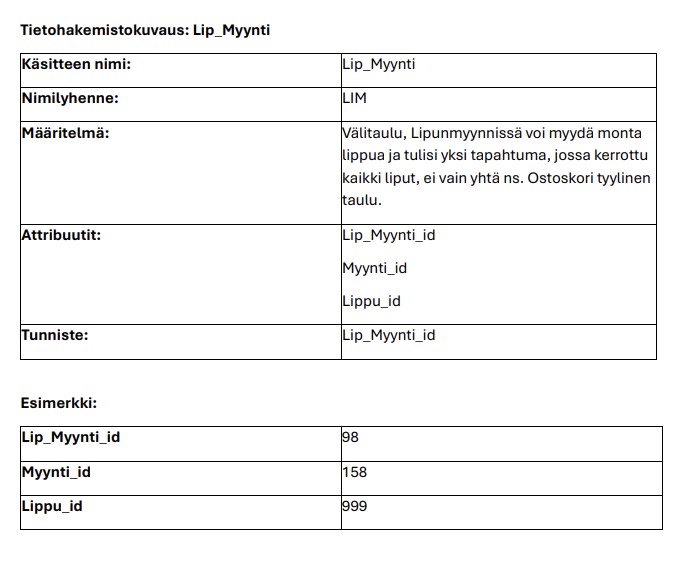 Tietohakemistokuvaus: Lip_Myynti
Käsitteen nimi: Lip_Myynti
Nimilyhenne: LIM
Määritelmä: Välitaulu, Lipunmyynnissä voi myydä monta
lippua ja tulisi yksi tapahtuma, jossa kerrottu
kaikki liput, ei vain yhtä ns. Ostoskori tyylinen
taulu.
Attribuutit: Lip_Myynti_id
Myynti_id
Lippu_id
Tunniste: Lip_Myynti_id
Esimerkki:
Lip_Myynti_id 98
Myynti_id 158
Lippu_id 999